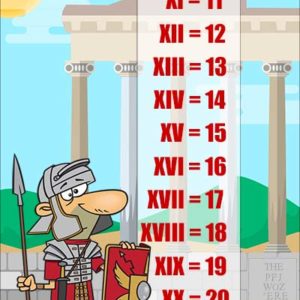 XI = 11
XII = 12
XIII = 13
XIV = 14
XV = 15
XVI = 16
XVII = 17
XVIII = 18
XIX = 19
XX = 20
THE
PFJ
WOZ
'ERE